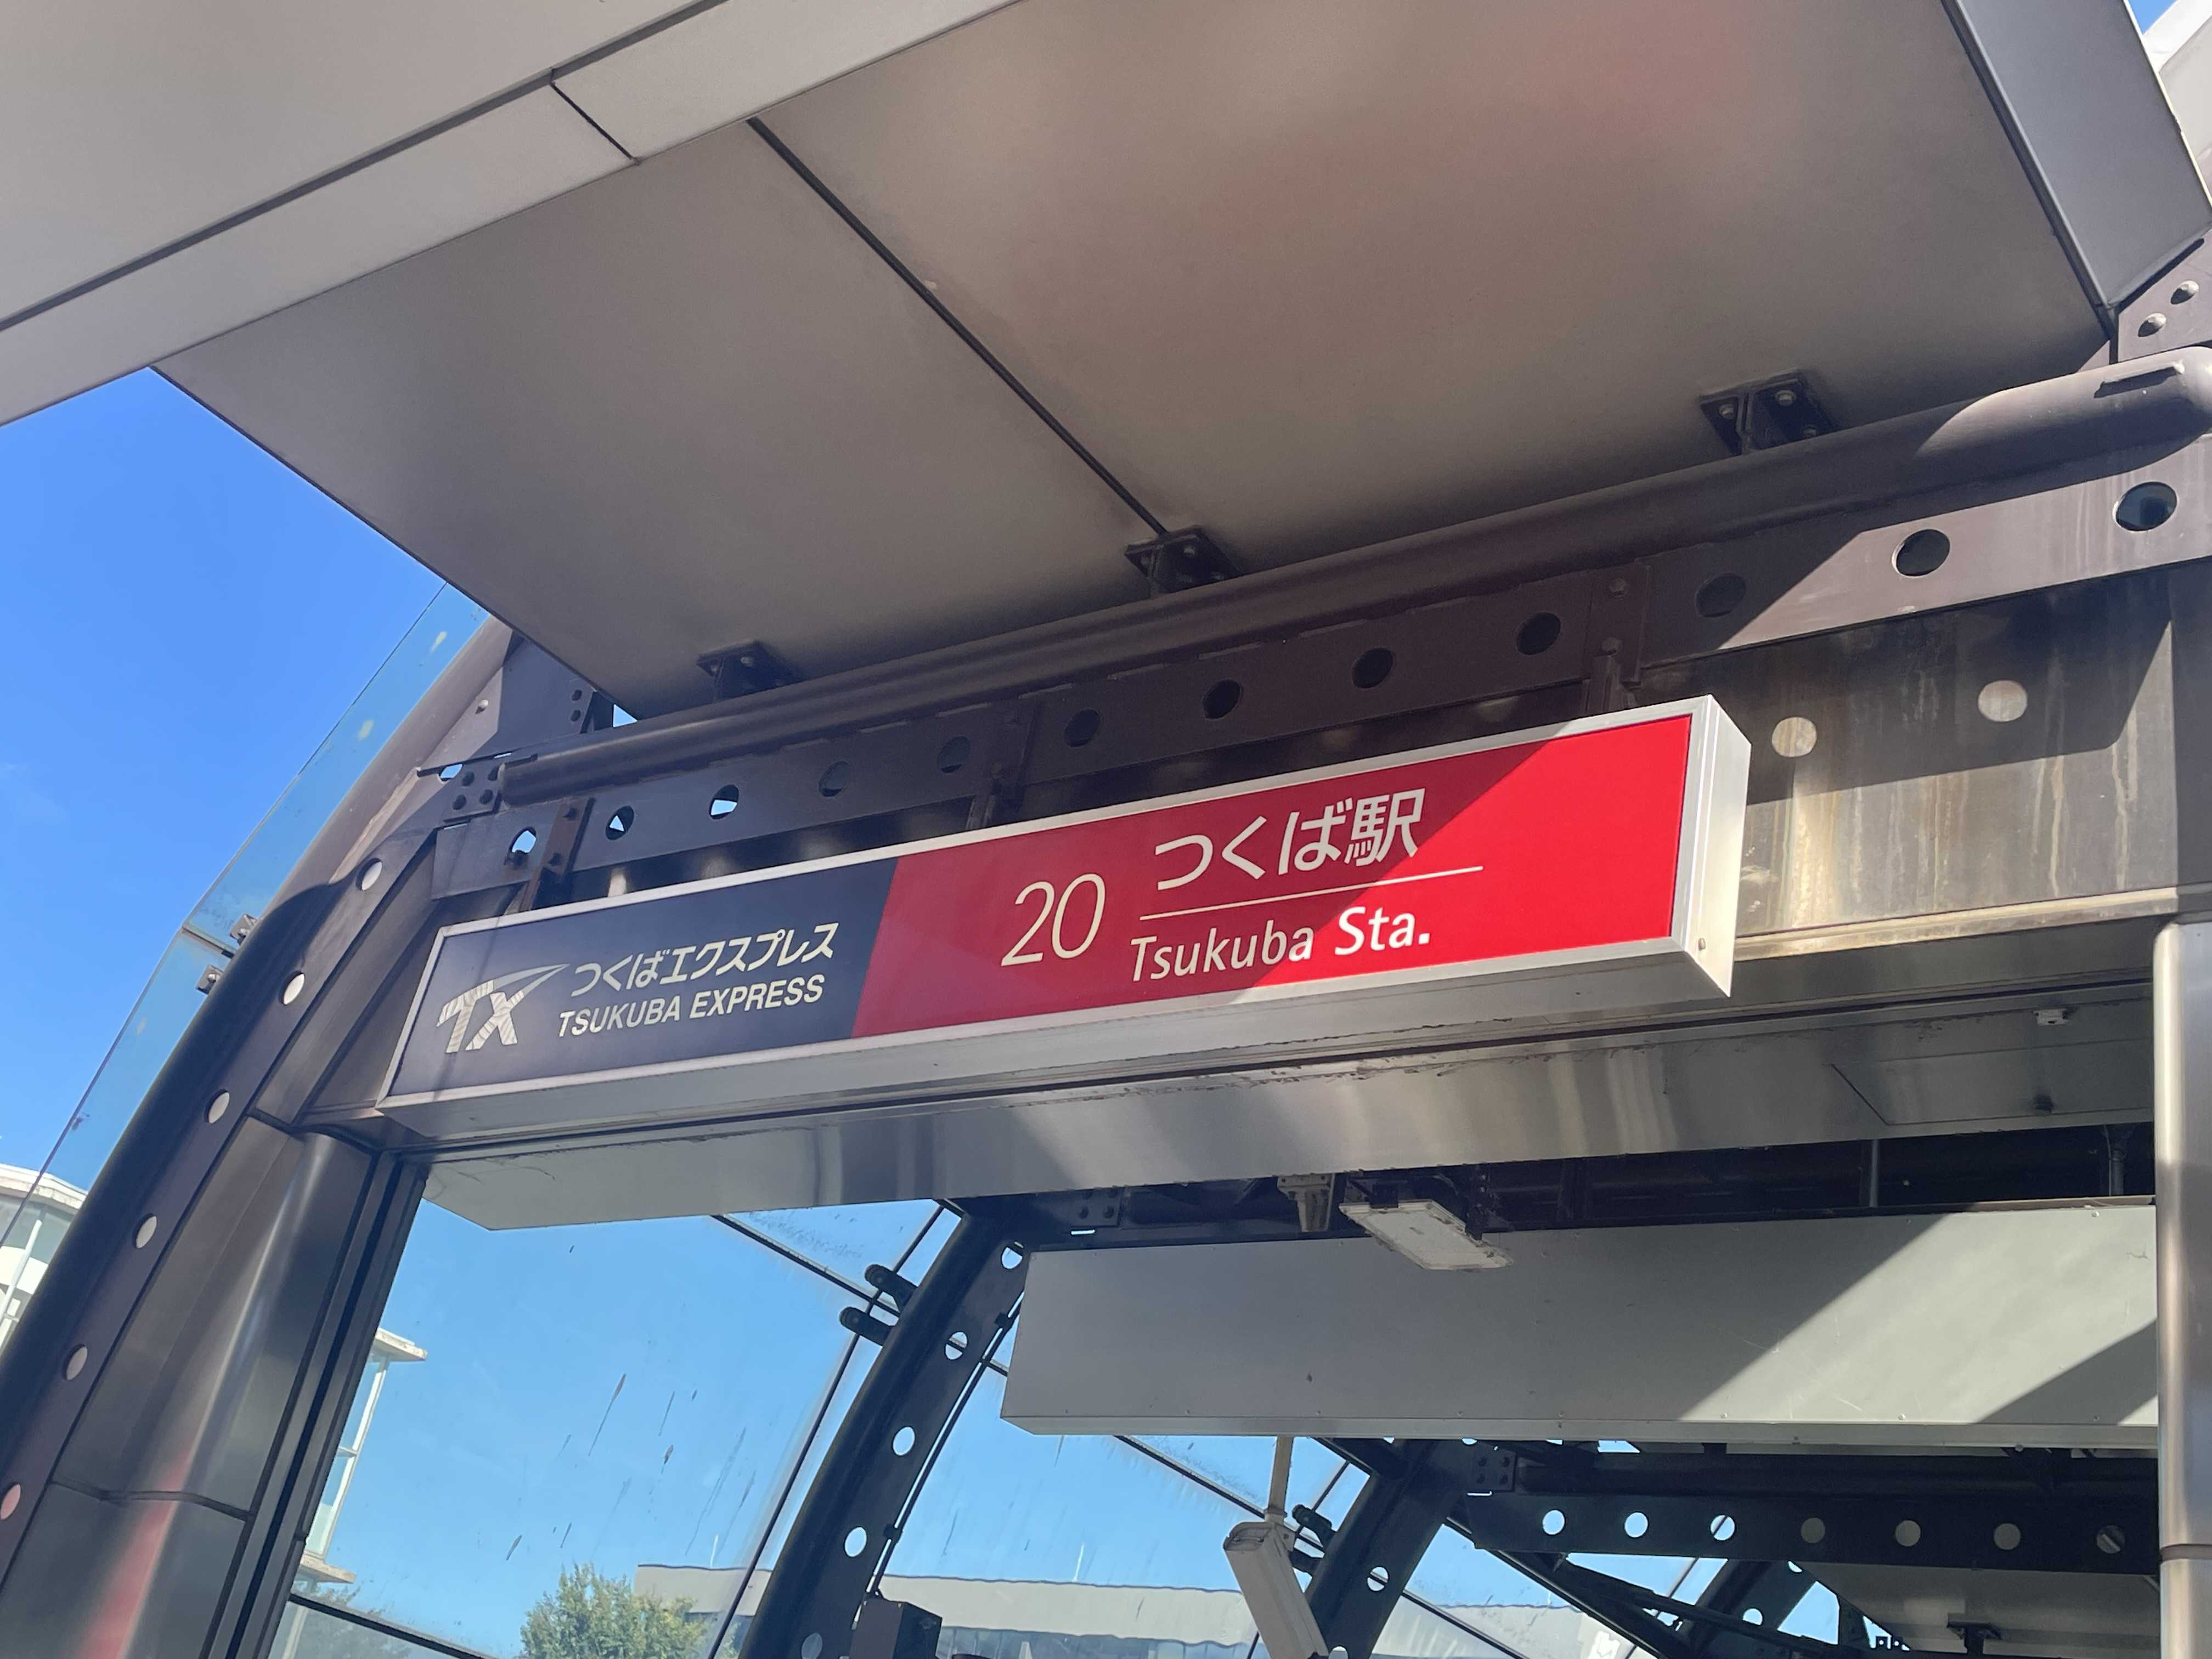 TX
つくばエクスプレス
TSUKUBA EXPRESS
20
つくば駅
Tsukuba Sta.